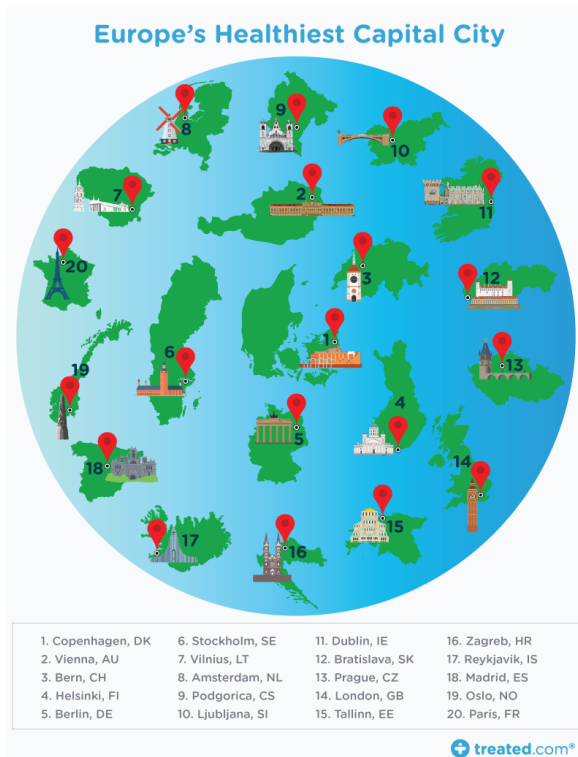 Europe's Healthiest Capital City
8
9
10
7
2
11
20
3
12
1
6
13
19
4
5
18
14
15
17
16
1. Copenhagen, DK
2. Vienna, AU
3. Bern, CH
4. Helsinki, FI
5. Berlin, DE
6. Stockholm, SE
7. Vilnius, LT
8. Amsterdam, NL
9. Podgorica, CS
10. Ljubljana, SI
11. Dublin, IE
12. Bratislava, SK
13. Prague, CZ
14. London, GB
15. Tallinn, EE
16. Zagreb, HR
17. Reykjavik, IS
18. Madrid, ES
19. Oslo, NO
20. Paris, FR
treated.com®